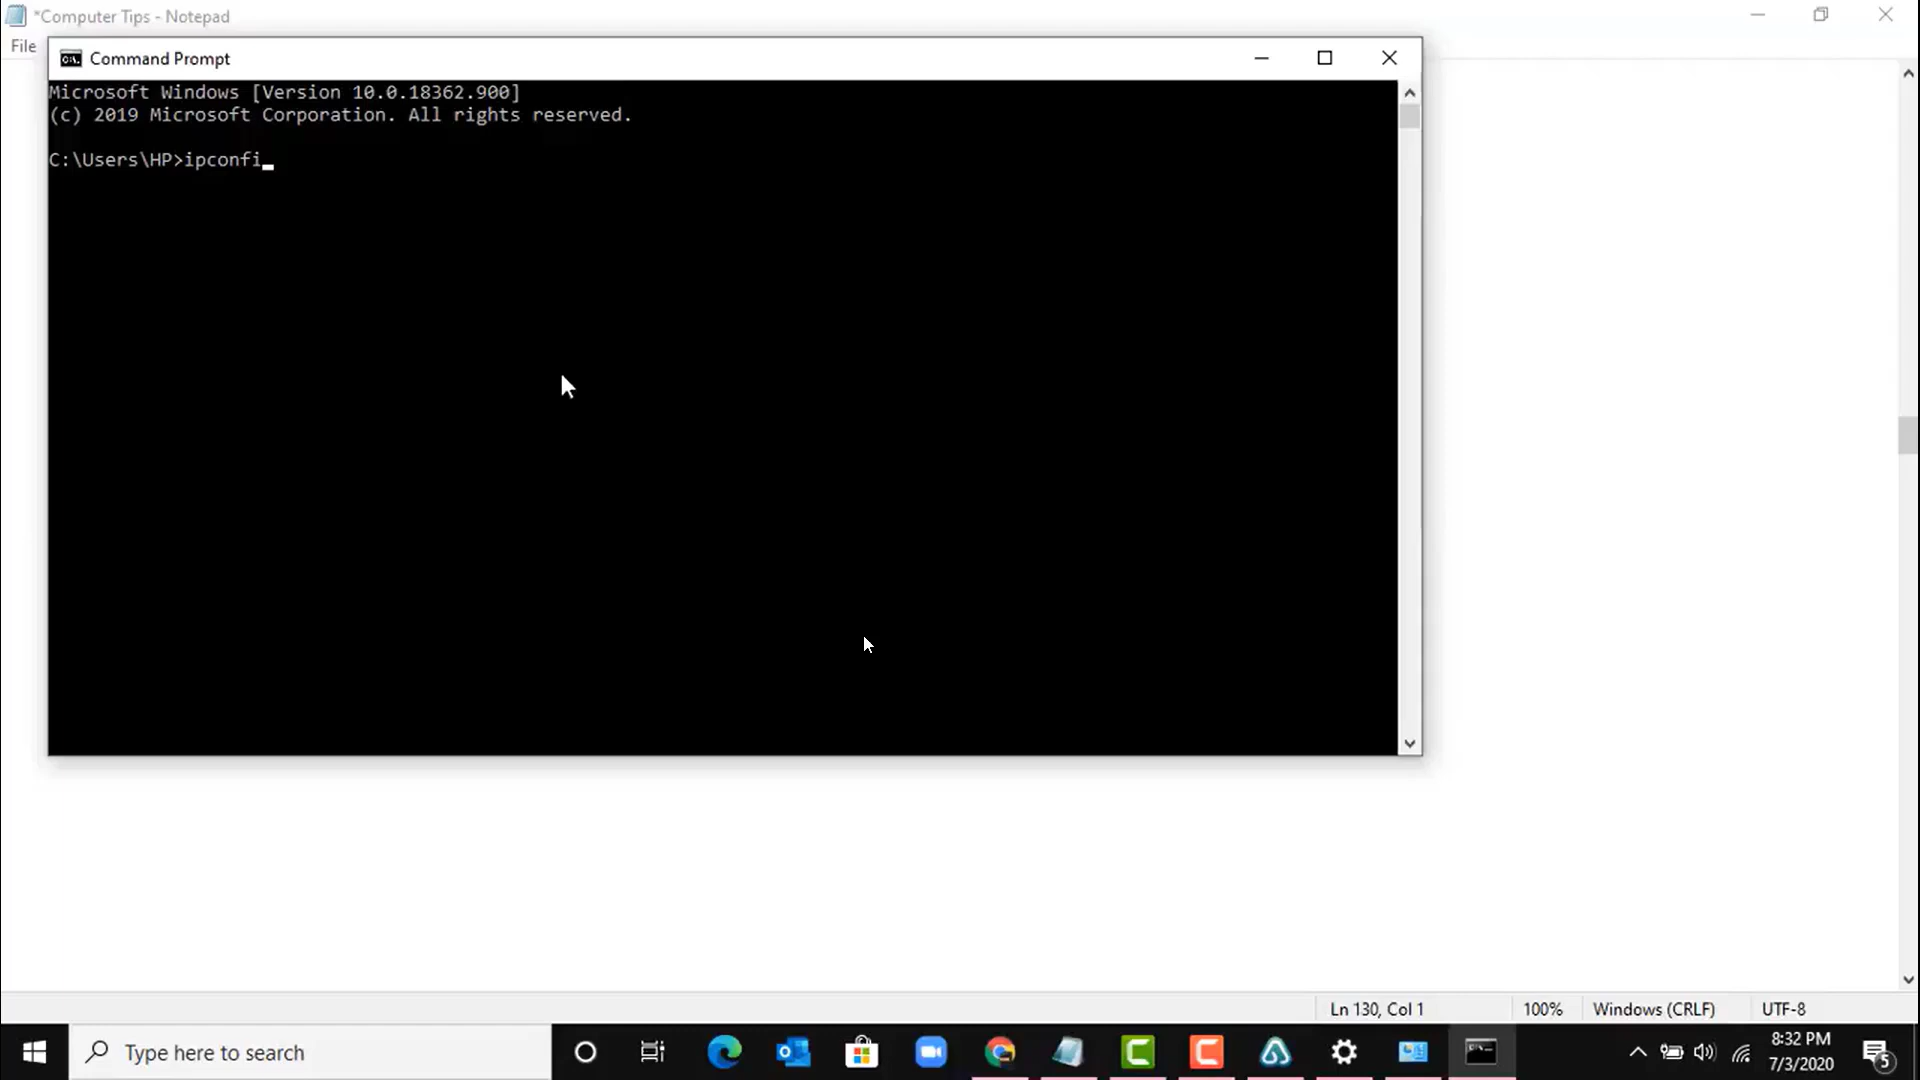 *Computer Tips - Notepad
File
Command Prompt
Microsoft Windows [Version 10.0.18362.900]
(c) 2019 Microsoft Corporation. All rights reserved.
C:\Users\HP>ipconfi_
Ln 130, Col 1
100%
Windows (CRLF)
UTF-8
Type here to search
8:32 PM
7/3/2020
5